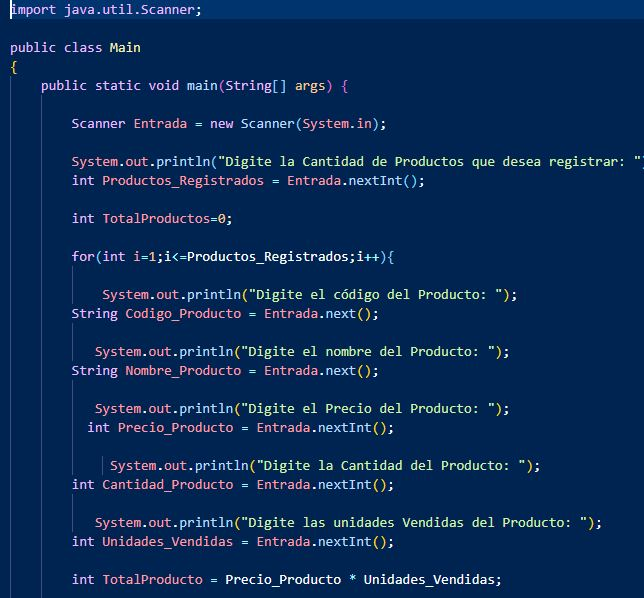 import java.util.Scanner;
public class Main
{
public static void main(String[] args) {
Scanner Entrada = new Scanner(System.in);
System.out.println("Digite la Cantidad de Productos que desea registrar: ")
int Productos_Registrados = Entrada.nextInt();
int TotalProductos=0;
for(int i=1;i<=Productos_Registrados;i++){
System.out.println("Digite el código del Producto: ");
String Codigo_Producto = Entrada.next();
System.out.println("Digite el nombre del Producto: ");
String Nombre_Producto = Entrada.next();
System.out.println("Digite el Precio del Producto: ");
int Precio_Producto = Entrada.nextInt();
System.out.println("Digite la Cantidad del Producto: ");
int Cantidad_Producto = Entrada.nextInt();
System.out.println("Digite las unidades Vendidas del Producto: ");
int Unidades_Vendidas = Entrada.nextInt();
int TotalProducto = Precio_Producto * Unidades_Vendidas;